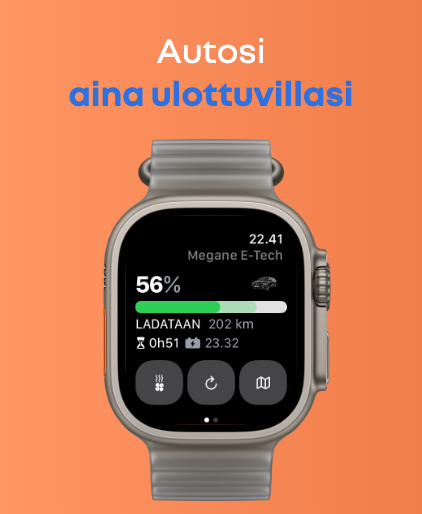 Autosi
aina ulottuvillasi
22.41
Megane E-Tech
56%
LADATAAN 202 km
0h51 23.32